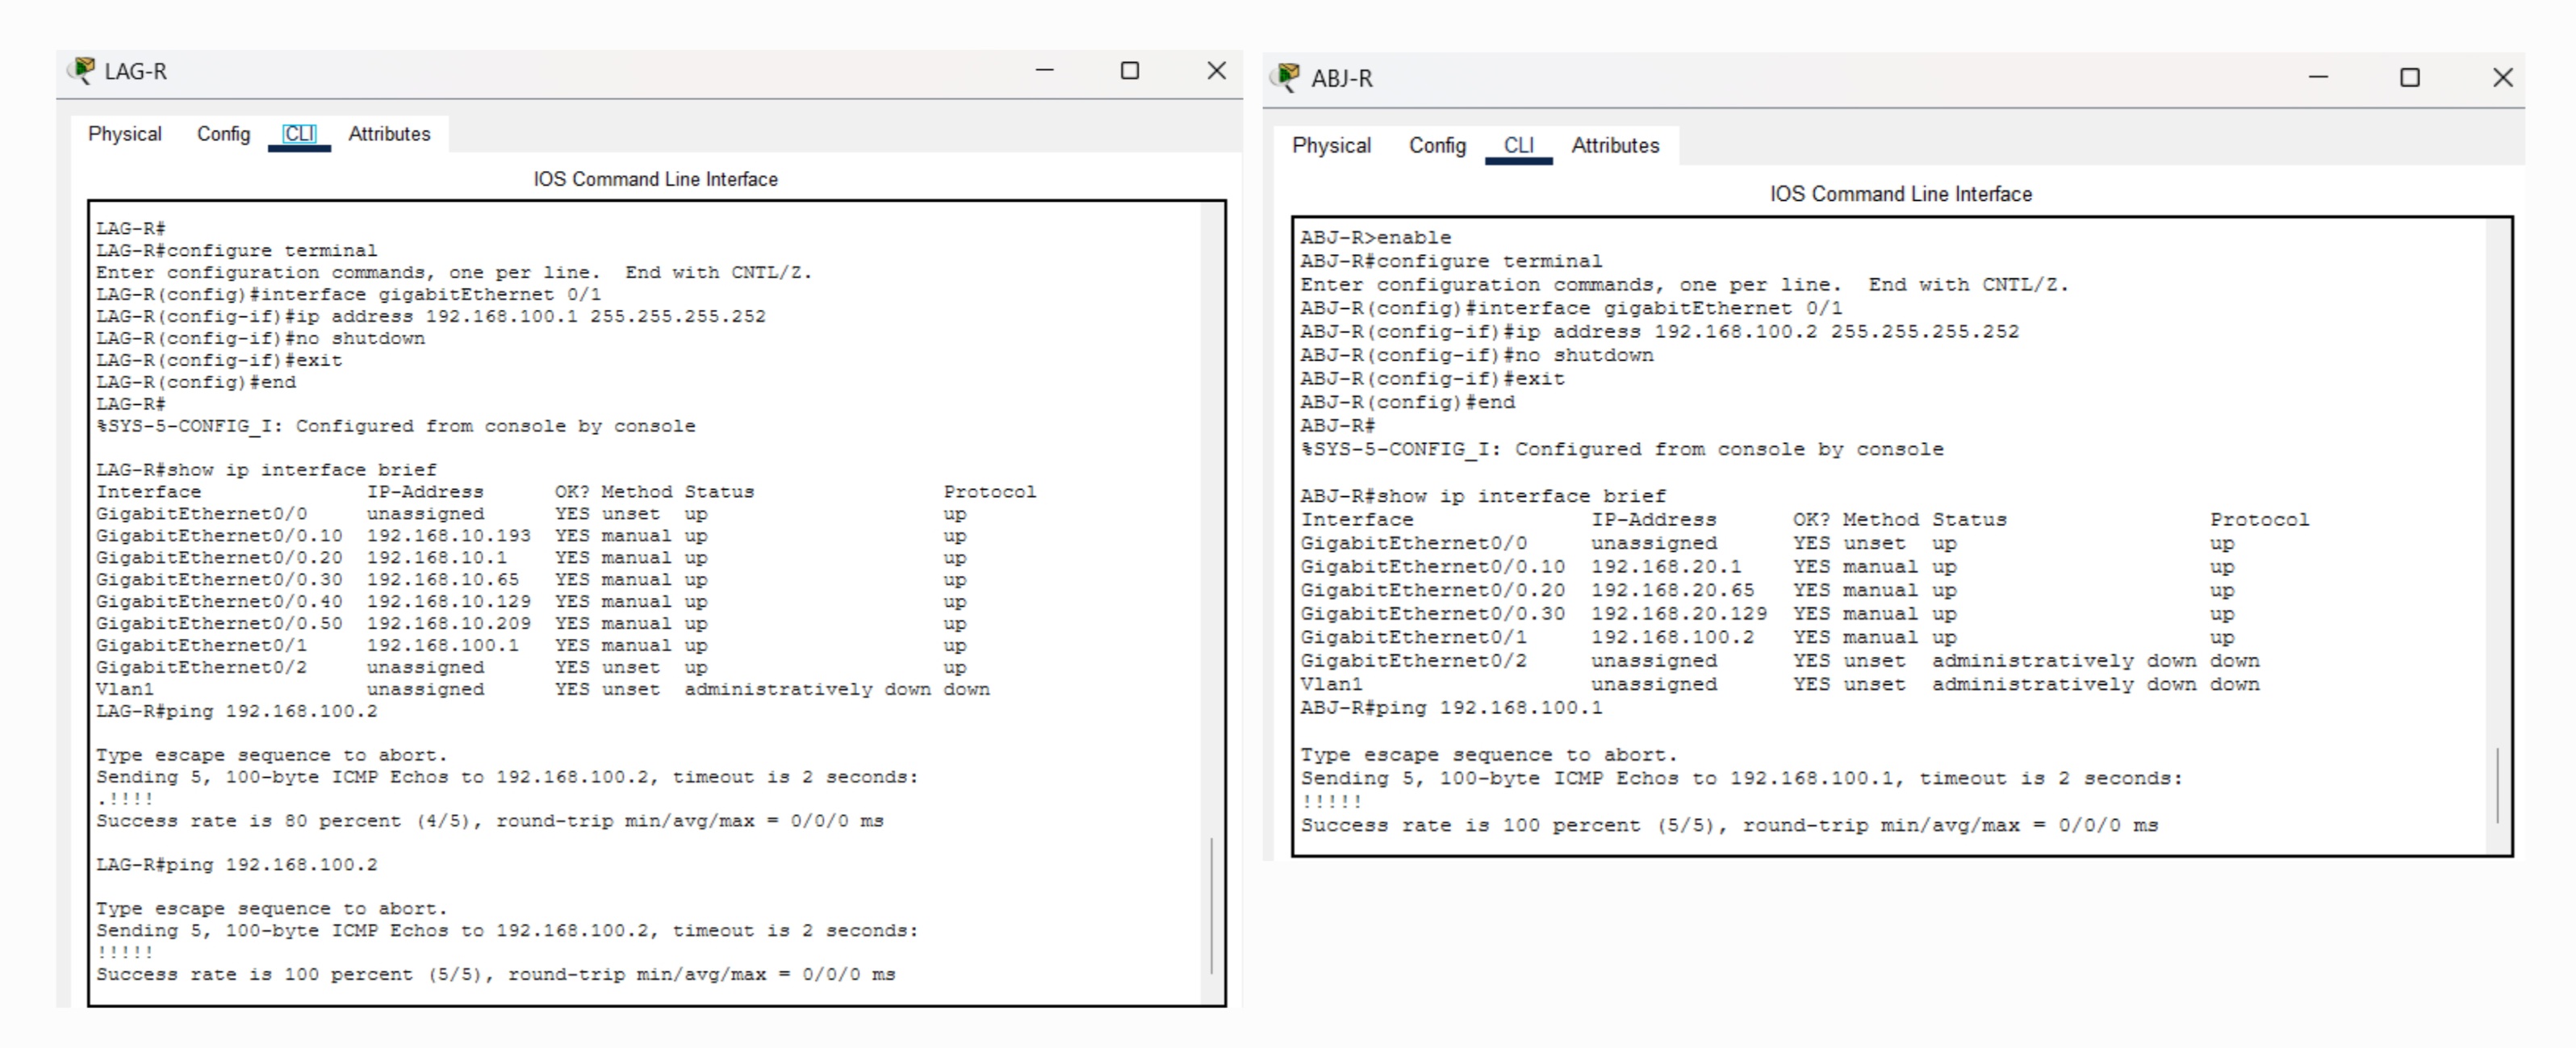 LAG-R
Physical Config CLI Attributes
IOS Command Line Interface
LAG-R#
LAG-R#configure terminal
Enter configuration commands, one per line.  End with CNTL/Z.
LAG-R(config)#interface gigabitEthernet 0/1
LAG-R(config-if)#ip address 192.168.100.1 255.255.255.252
LAG-R(config-if)#no shutdown
LAG-R(config-if)#exit
LAG-R(config)#end
LAG-R#
%SYS-5-CONFIG_I: Configured from console by console
LAG-R#show ip interface brief
Interface              IP-Address      OK? Method Status                Protocol
GigabitEthernet0/0     unassigned      YES unset  up                    up
GigabitEthernet0/0.10  192.168.10.193  YES manual up                    up
GigabitEthernet0/0.20  192.168.10.1    YES manual up                    up
GigabitEthernet0/0.30  192.168.10.65   YES manual up                    up
GigabitEthernet0/0.40  192.168.10.129  YES manual up                    up
GigabitEthernet0/0.50  192.168.10.209  YES manual up                    up
GigabitEthernet0/1     192.168.100.1   YES manual up                    up
GigabitEthernet0/2     unassigned      YES unset  up                    up
Vlan1                  unassigned      YES unset  administratively down down
LAG-R#ping 192.168.100.2
Type escape sequence to abort.
Sending 5, 100-byte ICMP Echos to 192.168.100.2, timeout is 2 seconds:
.!!!!
Success rate is 80 percent (4/5), round-trip min/avg/max = 0/0/0 ms
LAG-R#ping 192.168.100.2
Type escape sequence to abort.
Sending 5, 100-byte ICMP Echos to 192.168.100.2, timeout is 2 seconds:
!!!!!
Success rate is 100 percent (5/5), round-trip min/avg/max = 0/0/0 ms
ABJ-R
Physical Config CLI Attributes
IOS Command Line Interface
ABJ-R>enable
ABJ-R#configure terminal
Enter configuration commands, one per line.  End with CNTL/Z.
ABJ-R(config)#interface gigabitEthernet 0/1
ABJ-R(config-if)#ip address 192.168.100.2 255.255.255.252
ABJ-R(config-if)#no shutdown
ABJ-R(config-if)#exit
ABJ-R(config)#end
ABJ-R#
%SYS-5-CONFIG_I: Configured from console by console
ABJ-R#show ip interface brief
Interface              IP-Address      OK? Method Status                Protocol
GigabitEthernet0/0     unassigned      YES unset  up                    up
GigabitEthernet0/0.10  192.168.20.1    YES manual up                    up
GigabitEthernet0/0.20  192.168.20.65   YES manual up                    up
GigabitEthernet0/0.30  192.168.20.129  YES manual up                    up
GigabitEthernet0/1     192.168.100.2   YES manual up                    up
GigabitEthernet0/2     unassigned      YES unset  administratively down down
Vlan1                  unassigned      YES unset  administratively down down
ABJ-R#ping 192.168.100.1
Type escape sequence to abort.
Sending 5, 100-byte ICMP Echos to 192.168.100.1, timeout is 2 seconds:
!!!!!
Success rate is 100 percent (5/5), round-trip min/avg/max = 0/0/0 ms